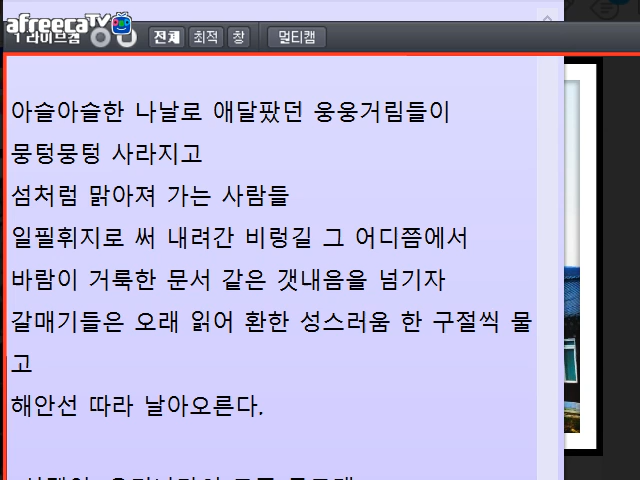 afreecaTV
1 라이브캠
전체 최적 창 멀티캠
아슬아슬한 나날로 애달팠던 웅웅거림들이
뭉텅뭉텅 사라지고
섬처럼 맑아져 가는 사람들
일필휘지로 써 내려간 비렁길 그 어디쯤에서
바람이 거룩한 문서 같은 갯내음을 넘기자
갈매기들은 오래 읽어 환한 성스러움 한 구절씩 물
고
해안선 따라 날아오른다.